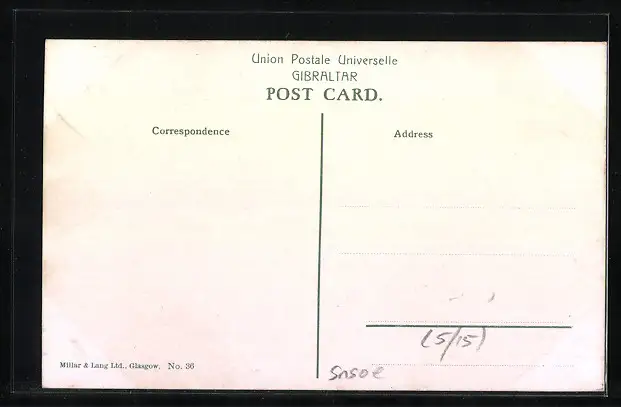 Union Postale Universelle
GIBRALTAR
POST CARD.
Correspondence
Address
(5/15)
Millar & Lang Ltd., Glasgow. No. 36